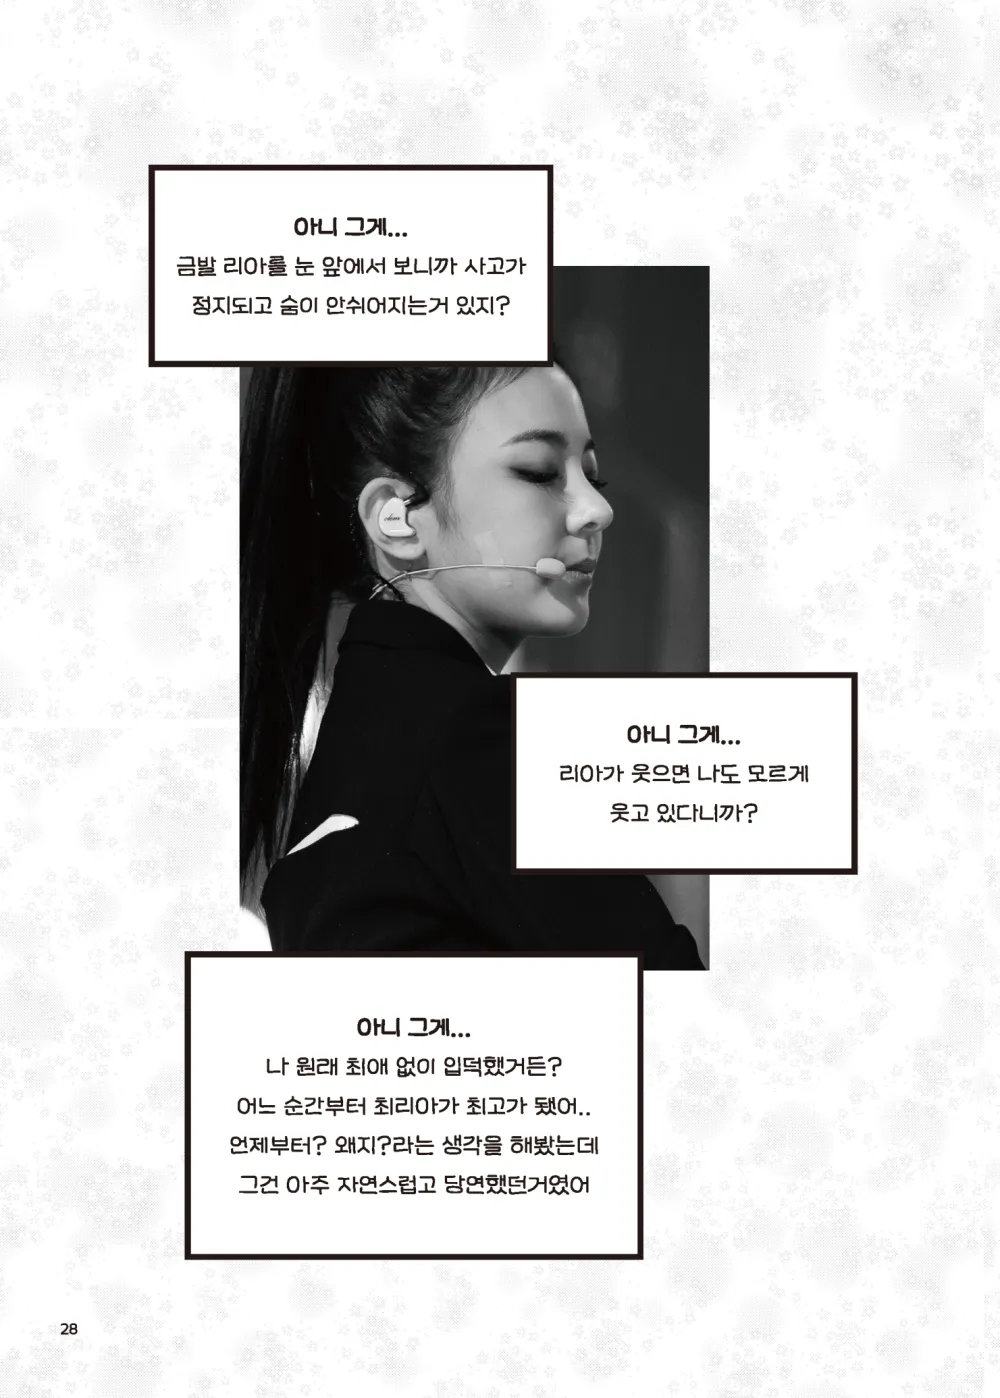 아니 그게...
금발 리아를 눈 앞에서 보니까 사고가
정지되고 숨이 안쉬어지는거 있지?
아니 그게...
리아가 웃으면 나도 모르게
웃고 있다니까?
아니 그게...
나 원래 최애 없이 입덕했거든?
어느 순간부터 최리아가 최고가 됐어..
언제부터? 왜지?라는 생각을 해봤는데
그건 아주 자연스럽고 당연했던거였어
28